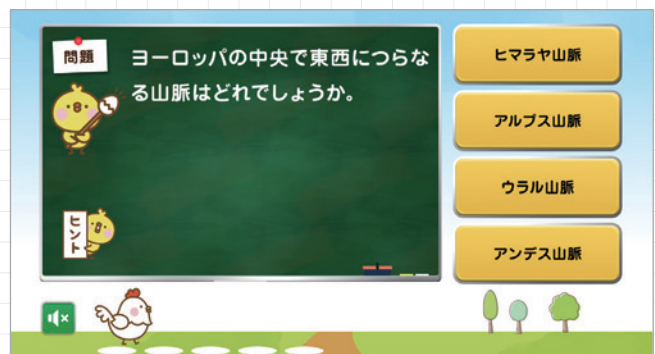 問題
ヨーロッパの中央で東西につらな
る山脈はどれでしょうか。
ヒント
ヒマラヤ山脈
アルプス山脈
ウラル山脈
アンデス山脈